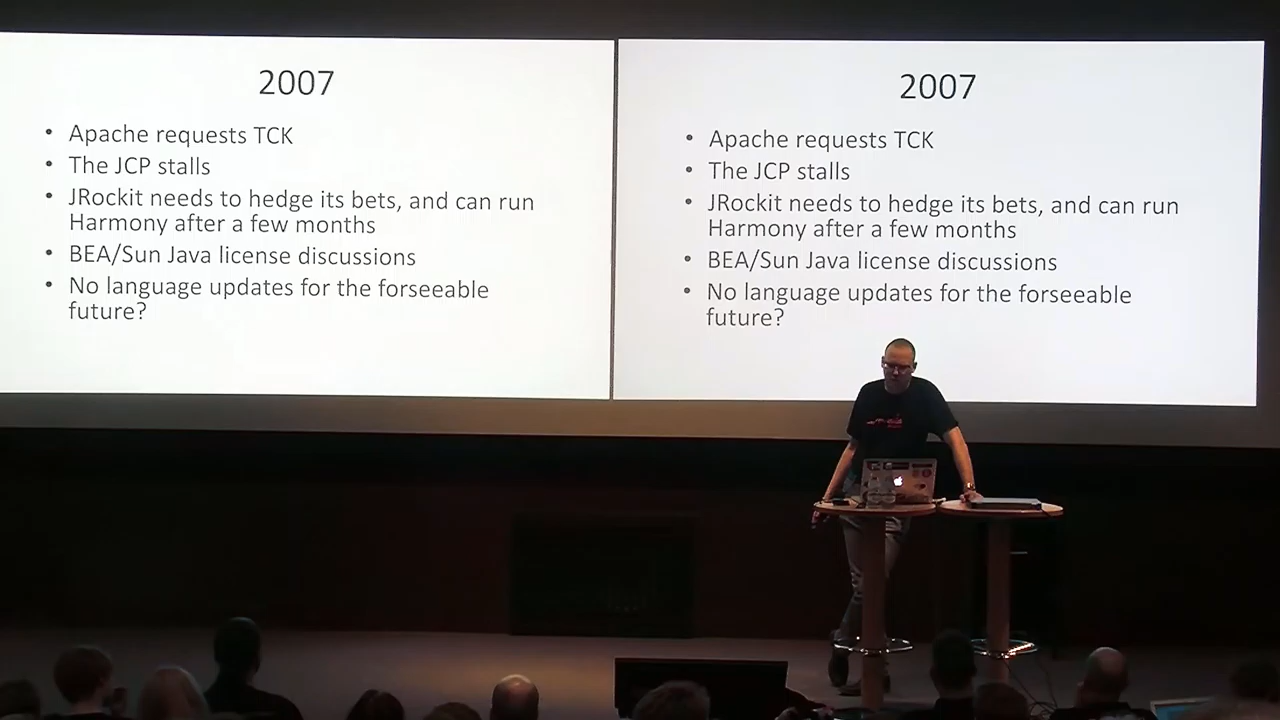 2007
• Apache requests TCK
• The JCP stalls
• JRockit needs to hedge its bets, and can run
Harmony after a few months
• BEA/Sun Java license discussions
• No language updates for the forseeable
future?
2007
• Apache requests TCK
• The JCP stalls
• JRockit needs to hedge its bets, and can run
Harmony after a few months
• BEA/Sun Java license discussions
• No language updates for the forseeable
future?